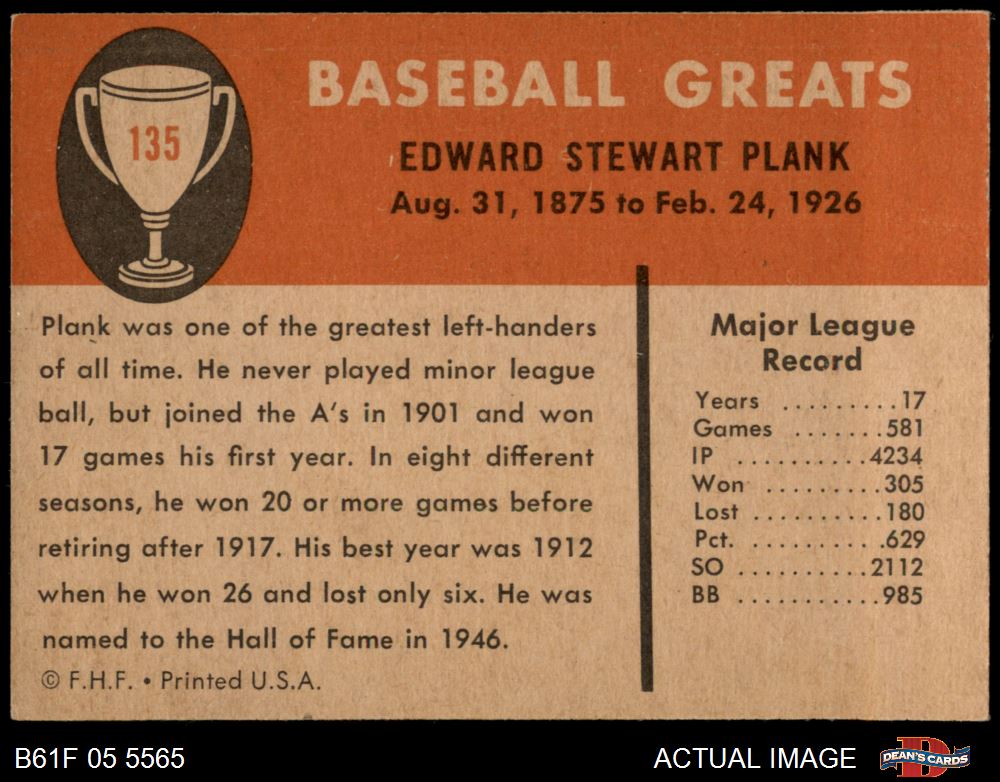 135
BASEBALL GREATS
EDWARD STEWART PLANK
Aug. 31, 1875 to Feb. 24, 1926
Plank was one of the greatest left-handers
of all time. He never played minor league
ball, but joined the A's in 1901 and won
17 games his first year. In eight different
seasons, he won 20 or more games before
retiring after 1917. His best year was 1912
when he won 26 and lost only six. He was
named to the Hall of Fame in 1946.
© F.H.F. • Printed U.S.A.
Major League
Record
Years .........17
Games .......581
IP ..........4234
Won .........305
Lost ..........180
Pct. ..........629
SO ..........2112
BB ...........985
B61F 05 5565
ACTUAL IMAGE
DEAN'S CARDS